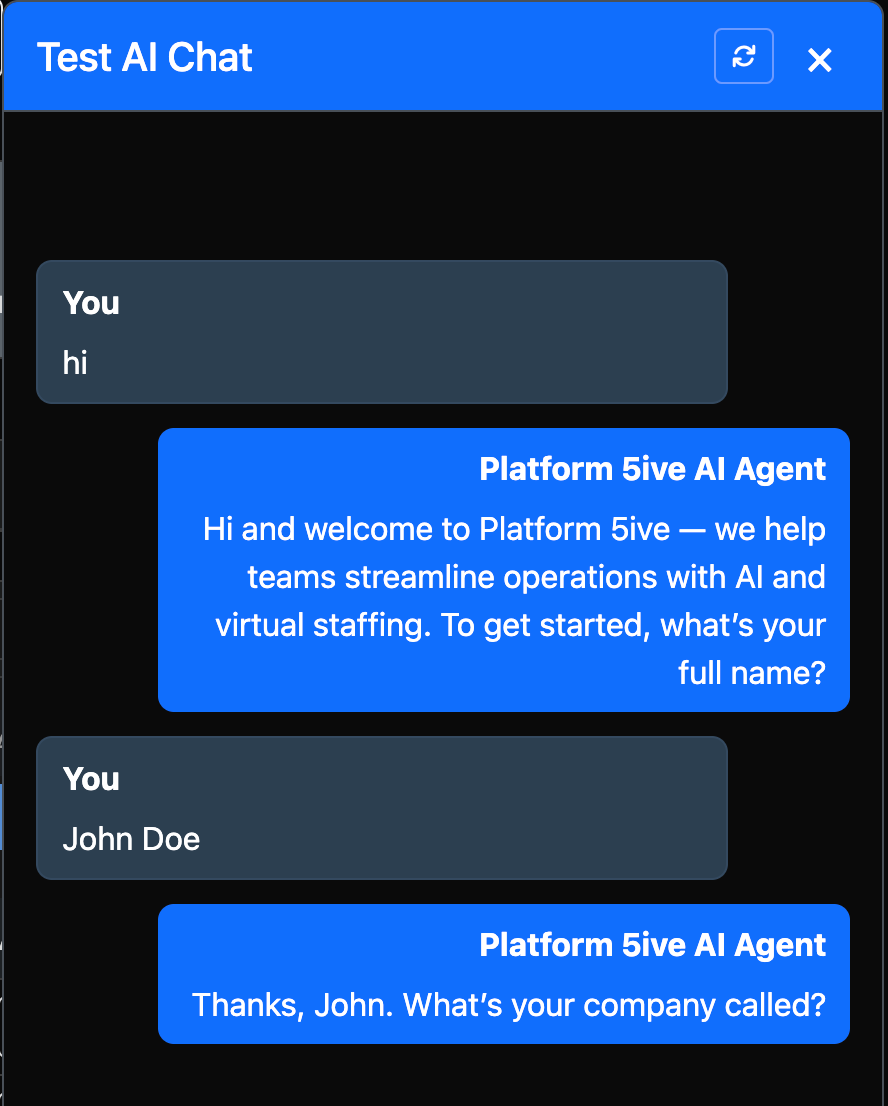 Test AI Chat
You
hi
Platform 5ive AI Agent
Hi and welcome to Platform 5ive — we help
teams streamline operations with AI and
virtual staffing. To get started, what’s your
full name?
You
John Doe
Platform 5ive AI Agent
Thanks, John. What’s your company called?